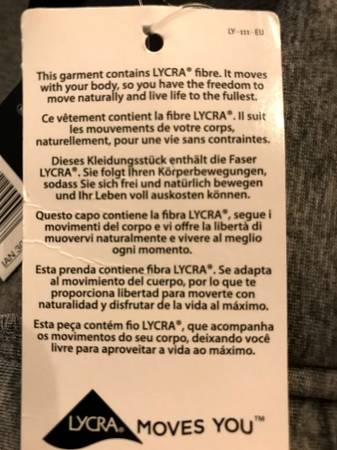 LY-111-EU
This garment contains LYCRA® fibre. It moves
with your body, so you have the freedom to
move naturally and live life to the fullest.
Ce vêtement contient la fibre LYCRA®. Il suit
les mouvements de votre corps,
naturellement, pour une vie sans contraintes.
Dieses Kleidungsstück enthält die Faser
LYCRA®. Sie folgt Ihren Körperbewegungen,
sodass Sie sich frei und natürlich bewegen
und Ihr Leben voll auskosten können.
Questo capo contiene la fibra LYCRA®, segue i
movimenti del corpo e vi offre la libertà di
muovervi naturalmente e vivere al meglio
ogni momento.
Esta prenda contiene fibra LYCRA®. Se adapta
al movimiento del cuerpo, por lo que te
proporciona libertad para moverte con
naturalidad y disfrutar de la vida al máximo.
Esta peça contém fio LYCRA®, que acompanha
os movimentos do seu corpo, deixando você
livre para aproveitar a vida ao máximo.
LYCRA® MOVES YOU™
IAN